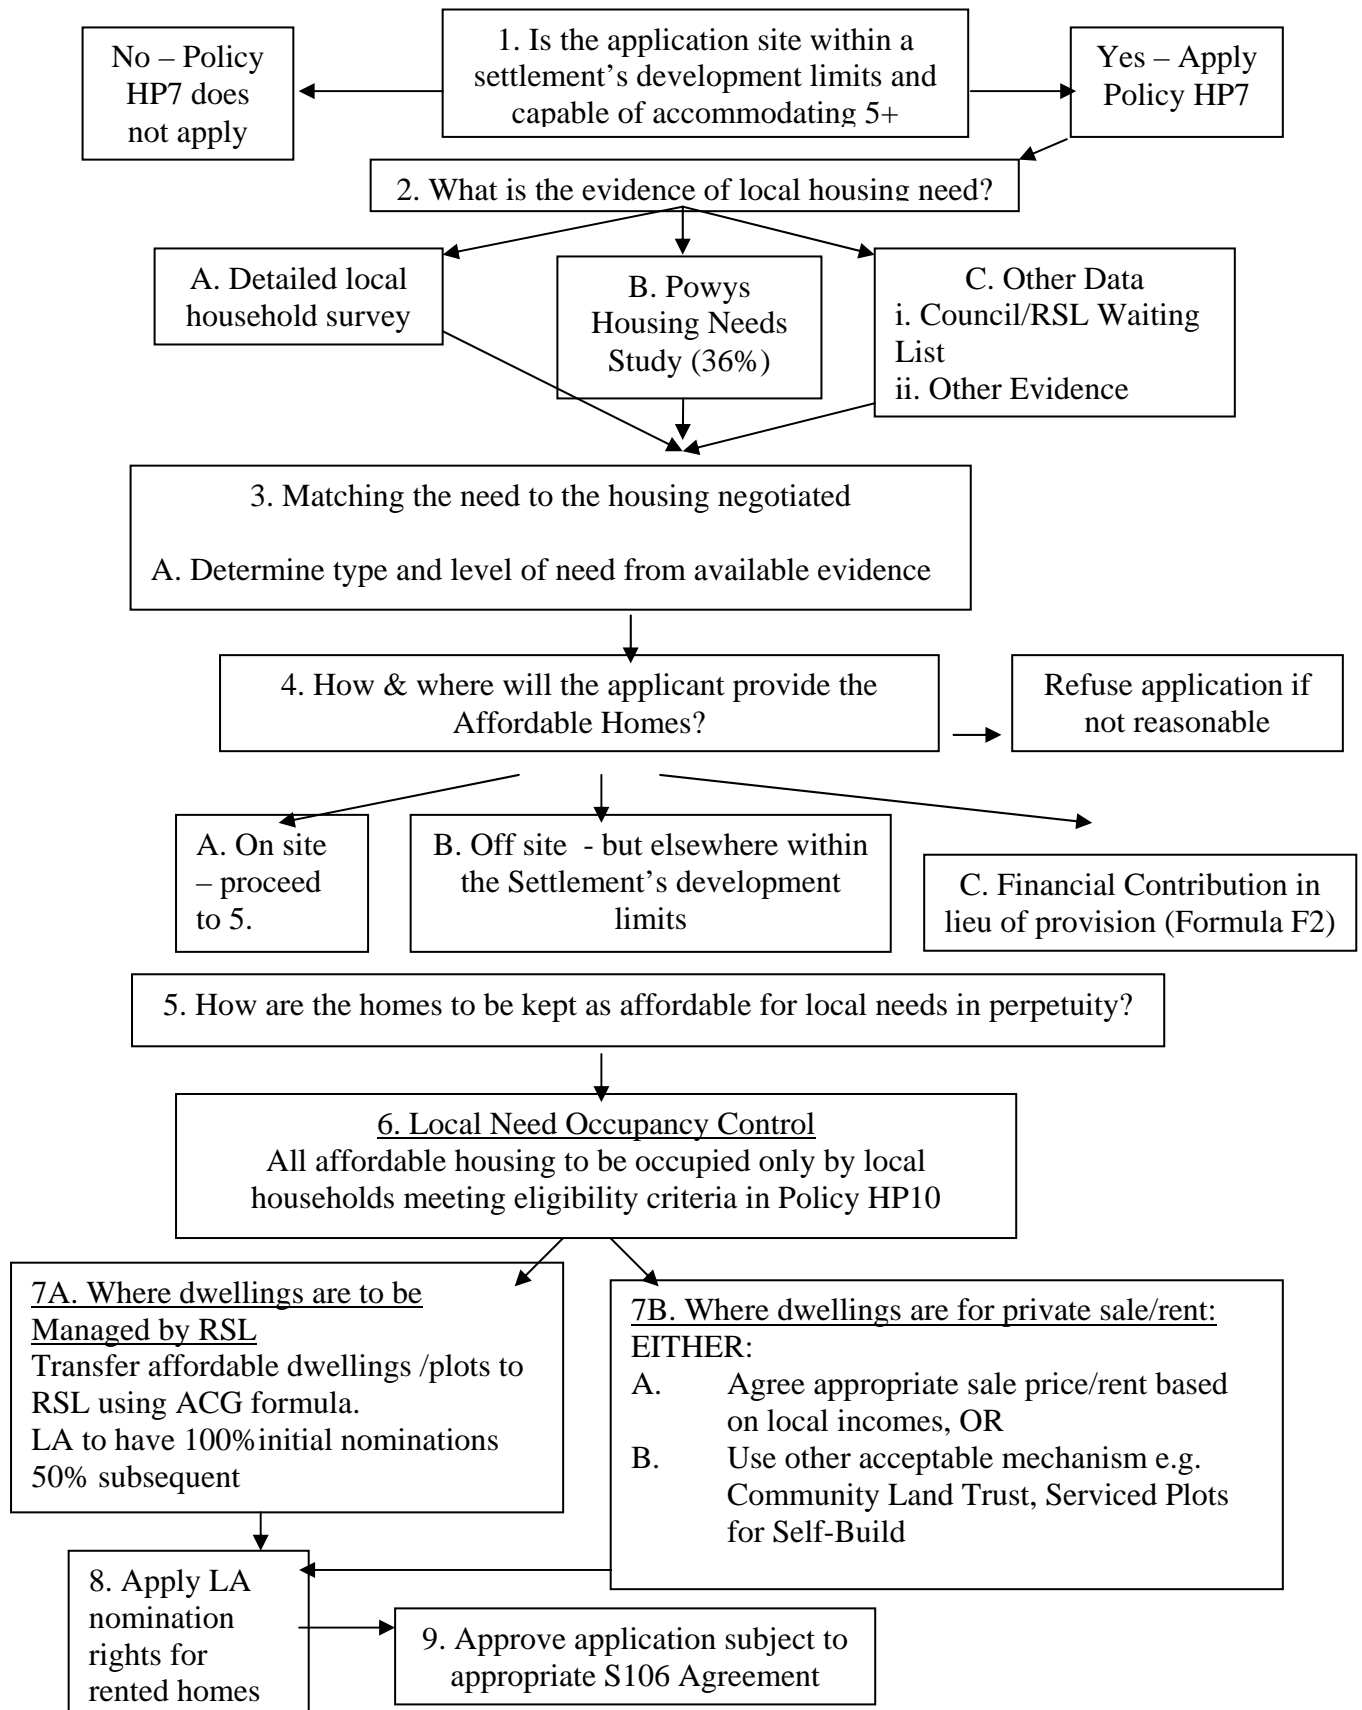 No – Policy
HP7 does
not apply
1. Is the application site within a
settlement’s development limits and
capable of accommodating 5+
Yes – Apply
Policy HP7
2. What is the evidence of local housing need?
A. Detailed local
household survey
B. Powys
Housing Needs
Study (36%)
C. Other Data
i. Council/RSL Waiting
List
ii. Other Evidence
3. Matching the need to the housing negotiated
A. Determine type and level of need from available evidence
4. How & where will the applicant provide the
Affordable Homes?
Refuse application if
not reasonable
A. On site
– proceed
to 5.
B. Off site  - but elsewhere within
the Settlement’s development
limits
C. Financial Contribution in
lieu of provision (Formula F2)
5. How are the homes to be kept as affordable for local needs in perpetuity?
6. Local Need Occupancy Control
All affordable housing to be occupied only by local
households meeting eligibility criteria in Policy HP10
7A. Where dwellings are to be
Managed by RSL
Transfer affordable dwellings /plots to
RSL using ACG formula.
LA to have 100%initial nominations
50% subsequent
7B. Where dwellings are for private sale/rent:
EITHER:
A. Agree appropriate sale price/rent based
on local incomes, OR
B. Use other acceptable mechanism e.g.
Community Land Trust, Serviced Plots
for Self-Build
8. Apply LA
nomination
rights for
rented homes
9. Approve application subject to
appropriate S106 Agreement